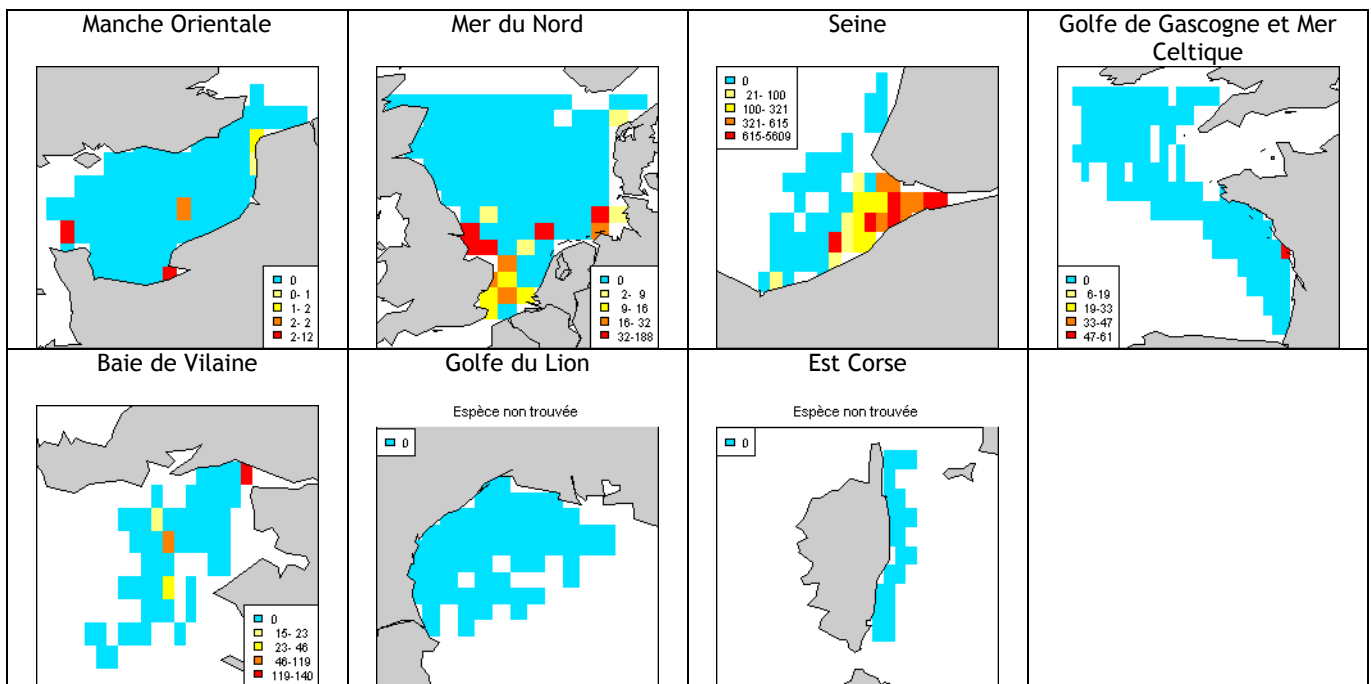 Manche Orientale
0
0- 1
1- 2
2- 2
2-12
Mer du Nord
0
2- 9
9- 16
16- 32
32-188
Seine
0
21- 100
100- 321
321- 615
615-5609
Golfe de Gascogne et Mer
Celtique
0
6-19
19-33
33-47
47-61
Baie de Vilaine
0
15- 23
23- 46
46-119
119-140
Golfe du Lion
Espèce non trouvée
0
Est Corse
Espèce non trouvée
0